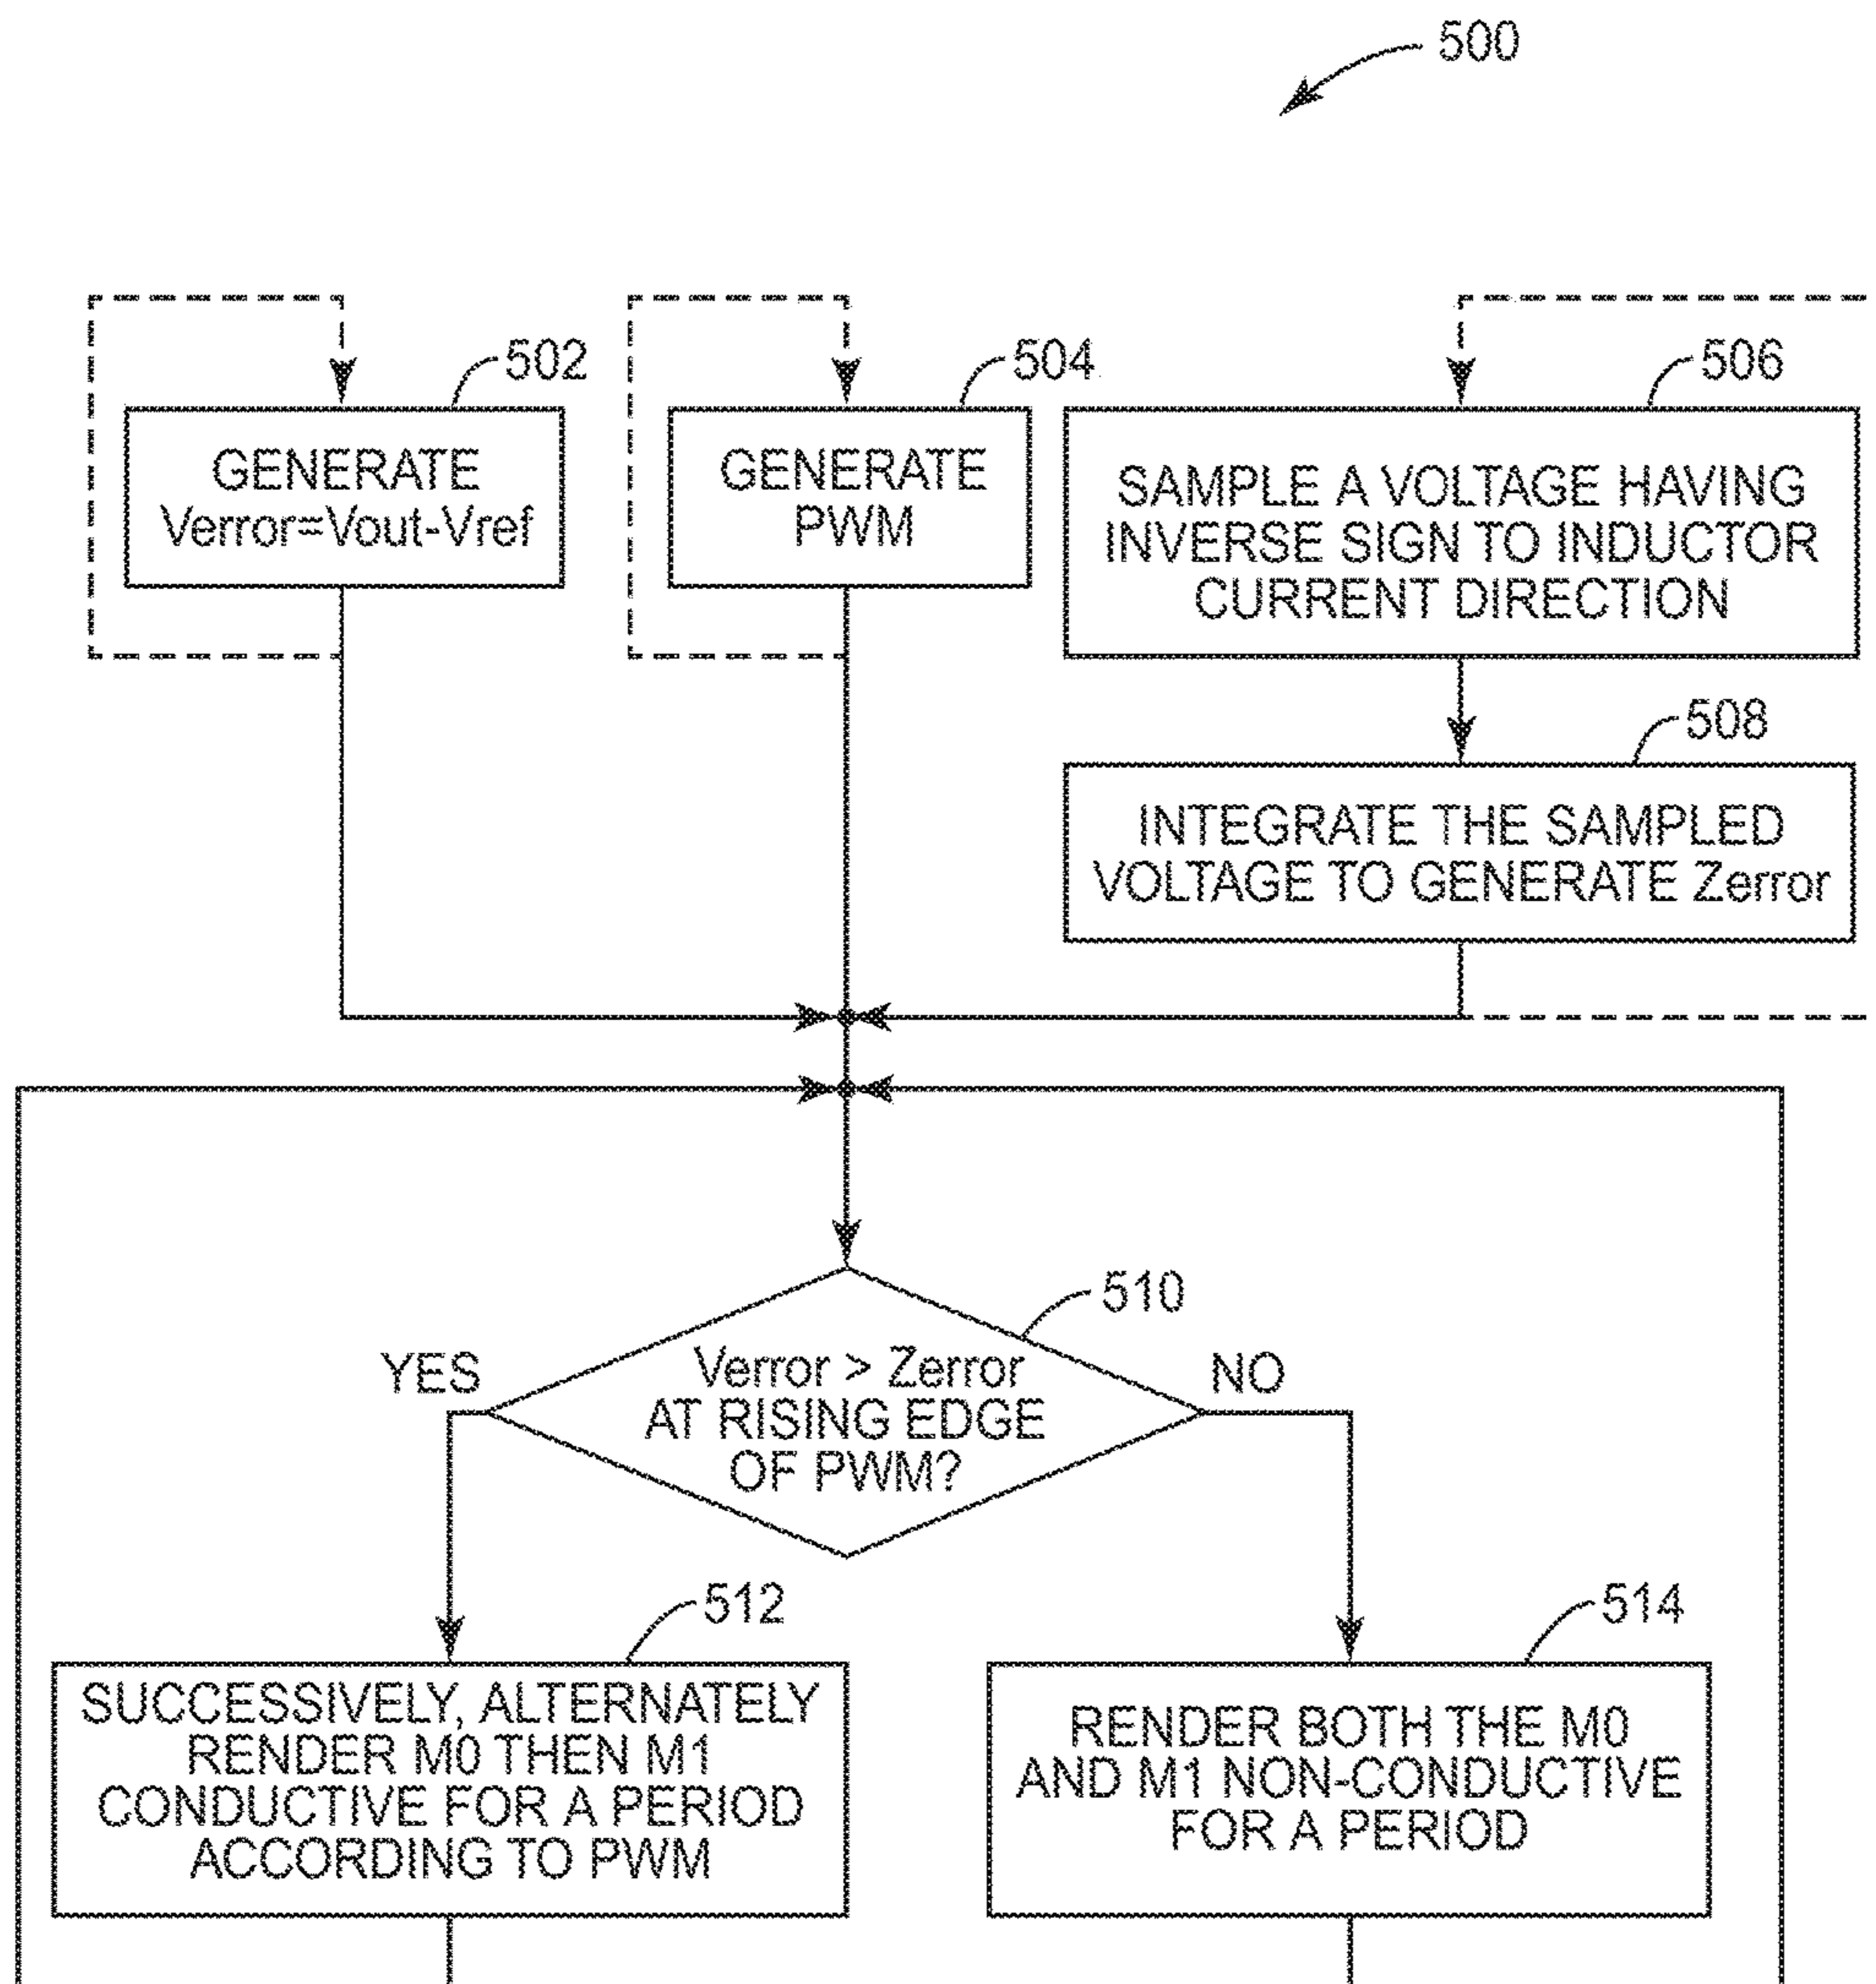 500
502
GENERATE
Verror=Vout-Vref
504
GENERATE
PWM
506
SAMPLE A VOLTAGE HAVING
INVERSE SIGN TO INDUCTOR
CURRENT DIRECTION
508
INTEGRATE THE SAMPLED
VOLTAGE TO GENERATE Zerror
510
Verror > Zerror
AT RISING EDGE
OF PWM?
YES
NO
512
SUCCESSIVELY, ALTERNATELY
RENDER M0 THEN M1
CONDUCTIVE FOR A PERIOD
ACCORDING TO PWM
514
RENDER BOTH THE M0
AND M1 NON-CONDUCTIVE
FOR A PERIOD